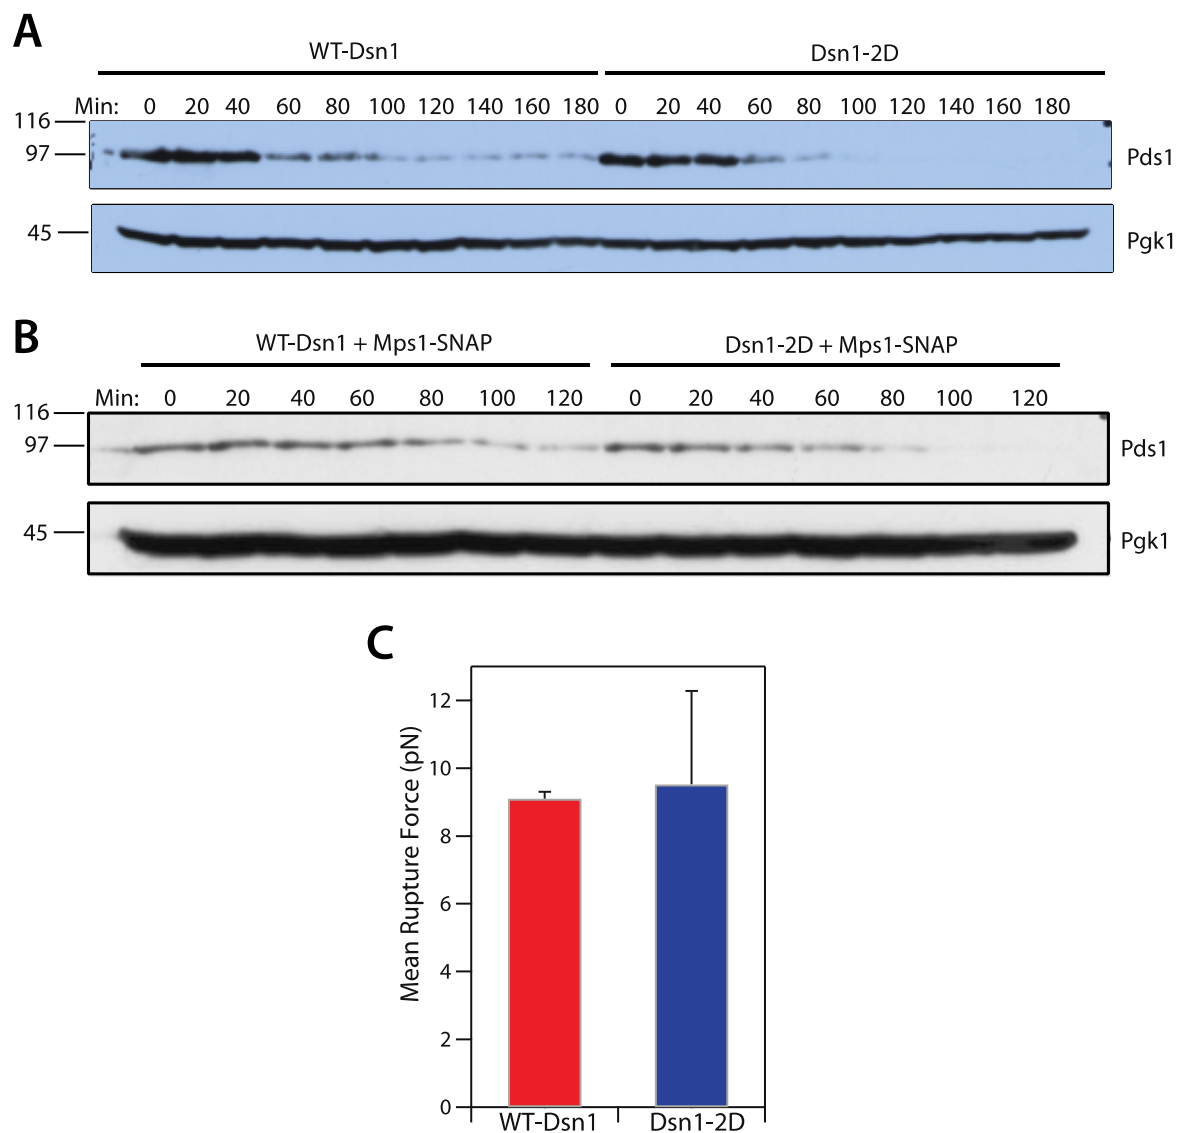 A
WT-Dsn1 Dsn1-2D
Min: 0 20 40 60 80 100 120 140 160 180 0 20 40 60 80 100 120 140 160 180
116
97 Pds1
45 Pgk1
B
WT-Dsn1 + Mps1-SNAP Dsn1-2D + Mps1-SNAP
Min: 0 20 40 60 80 100 120 0 20 40 60 80 100 120
116
97 Pds1
45 Pgk1
C
Mean Rupture Force (pN)
12
10
8
6
4
2
0
WT-Dsn1 Dsn1-2D